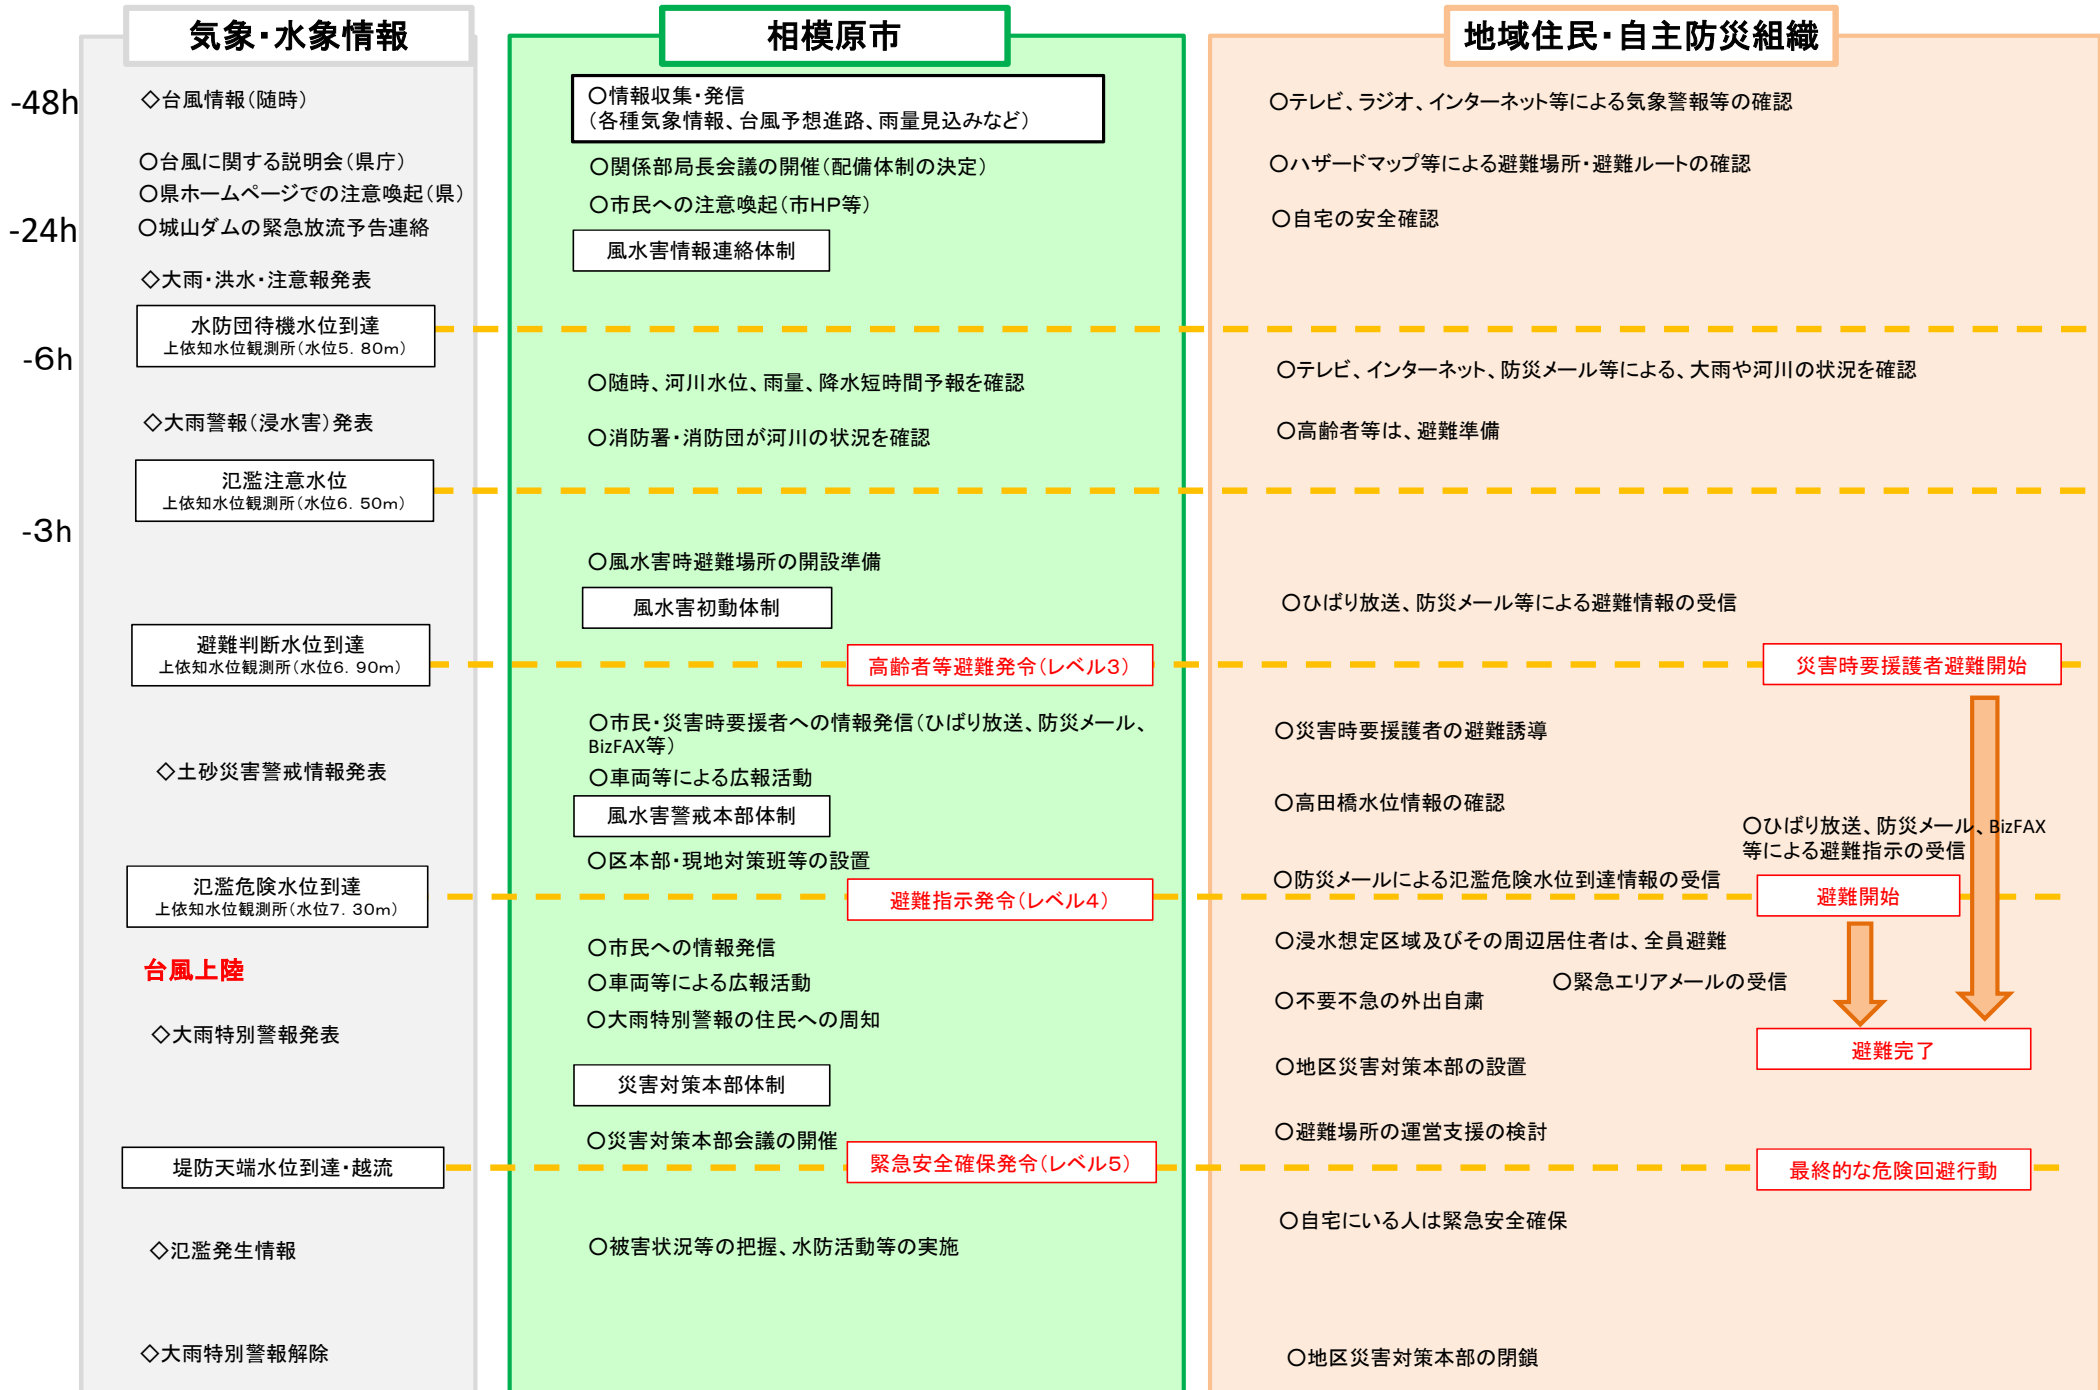 気象・水象情報
相模原市
地域住民・自主防災組織
-48h
◇台風情報(随時)
○台風に関する説明会(県庁)
○県ホームページでの注意喚起(県)
-24h
○城山ダムの緊急放流予告連絡
◇大雨・洪水・注意報発表
水防団待機水位到達
上依知水位観測所(水位5.80m)
-6h
◇大雨警報(浸水害)発表
氾濫注意水位
上依知水位観測所(水位6.50m)
-3h
避難判断水位到達
上依知水位観測所(水位6.90m)
◇土砂災害警戒情報発表
氾濫危険水位到達
上依知水位観測所(水位7.30m)
台風上陸
◇大雨特別警報発表
堤防天端水位到達・越流
◇氾濫発生情報
◇大雨特別警報解除
○情報収集・発信
(各種気象情報、台風予想進路、雨量見込みなど)
○関係部局長会議の開催(配備体制の決定)
○市民への注意喚起(市HP等)
風水害情報連絡体制
○随時、河川水位、雨量、降水短時間予報を確認
○消防署・消防団が河川の状況を確認
○風水害時避難場所の開設準備
風水害初動体制
高齢者等避難発令(レベル3)
○市民・災害時要援者への情報発信(ひばり放送、防災メール、
BizFAX等)
○車両等による広報活動
風水害警戒本部体制
○区本部・現地対策班等の設置
避難指示発令(レベル4)
○市民への情報発信
○車両等による広報活動
○大雨特別警報の住民への周知
災害対策本部体制
○災害対策本部会議の開催
緊急安全確保発令(レベル5)
○被害状況等の把握、水防活動等の実施
○テレビ、ラジオ、インターネット等による気象警報等の確認
○ハザードマップ等による避難場所・避難ルートの確認
○自宅の安全確認
○テレビ、インターネット、防災メール等による、大雨や河川の状況を確認
○高齢者等は、避難準備
○ひばり放送、防災メール等による避難情報の受信
災害時要援護者避難開始
○災害時要援護者の避難誘導
○高田橋水位情報の確認
○ひばり放送、防災メール、BizFAX
等による避難指示の受信
○防災メールによる氾濫危険水位到達情報の受信
避難開始
○浸水想定区域及びその周辺居住者は、全員避難
○緊急エリアメールの受信
○不要不急の外出自粛
避難完了
○地区災害対策本部の設置
○避難場所の運営支援の検討
最終的な危険回避行動
○自宅にいる人は緊急安全確保
○地区災害対策本部の閉鎖